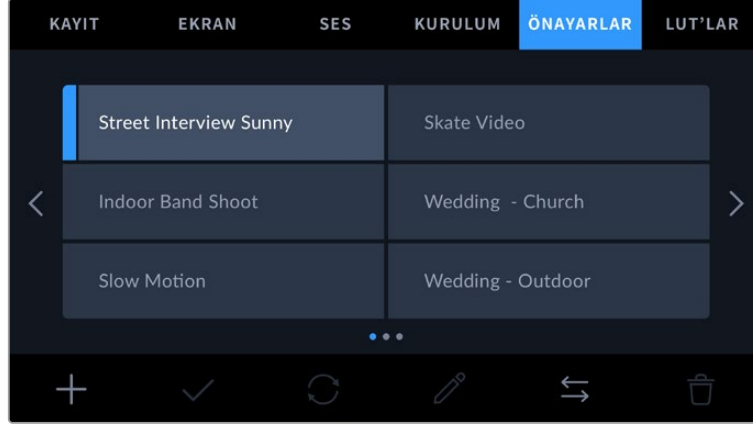 KAYIT EKRAN SES KURULUM ÖNAYARLAR LUT’LAR
Street Interview Sunny Skate Video
Indoor Band Shoot Wedding - Church
Slow Motion Wedding - Outdoor